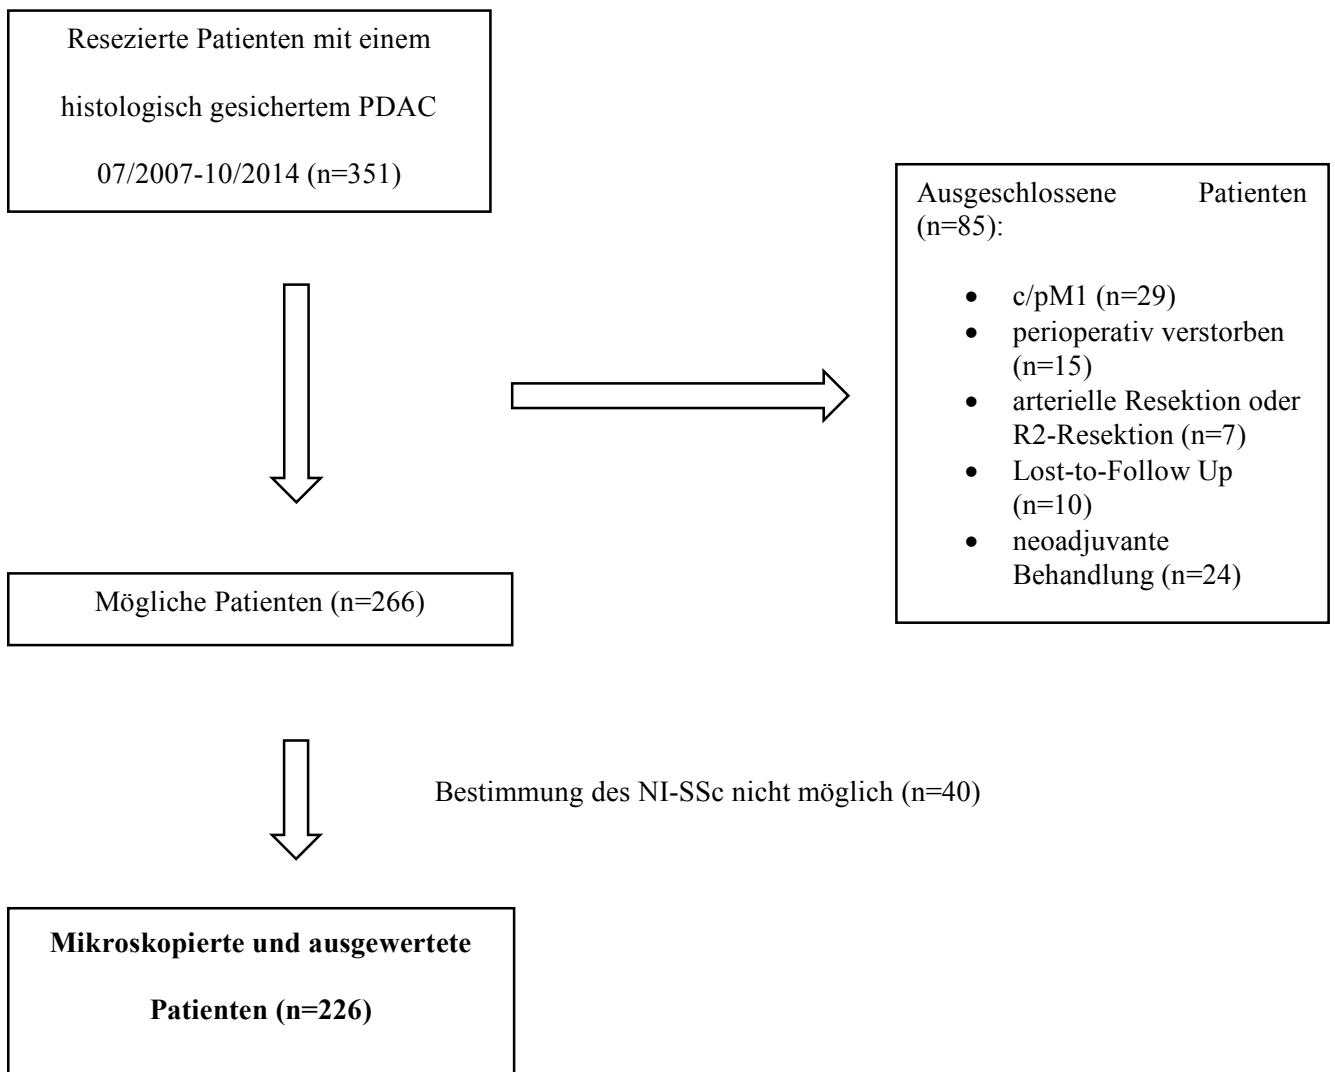 Resezierte Patienten mit einem
histologisch gesichertem PDAC
07/2007-10/2014 (n=351)
Ausgeschlossene Patienten
(n=85):
• c/pM1 (n=29)
• perioperativ verstorben
(n=15)
• arterielle Resektion oder
R2-Resektion (n=7)
• Lost-to-Follow Up
(n=10)
• neoadjuvante
Behandlung (n=24)
Mögliche Patienten (n=266)
Bestimmung des NI-SSc nicht möglich (n=40)
Mikroskopierte und ausgewertete
Patienten (n=226)